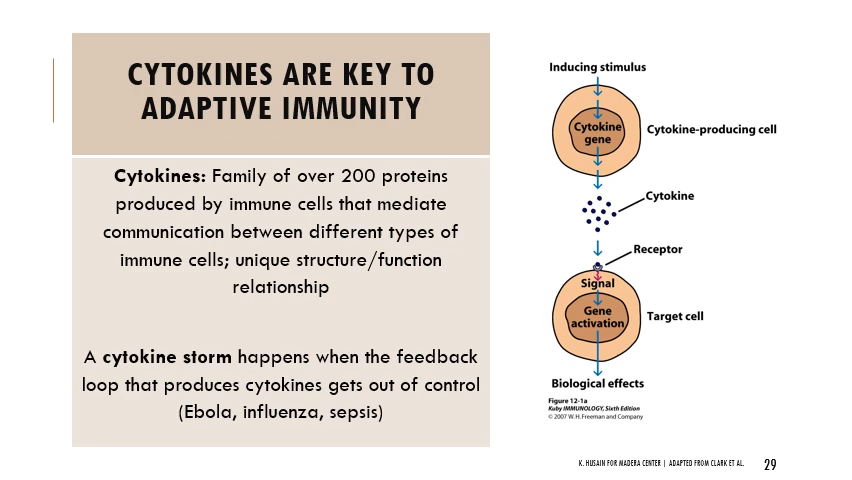 CYTOKINES ARE KEY TO
ADAPTIVE IMMUNITY
Cytokines: Family of over 200 proteins
produced by immune cells that mediate
communication between different types of
immune cells; unique structure/function
relationship
A cytokine storm happens when the feedback
loop that produces cytokines gets out of control
(Ebola, influenza, sepsis)
Inducing stimulus
Cytokine
gene
Cytokine-producing cell
Cytokine
Receptor
Signal
Gene
activation
Target cell
Biological effects
Figure 12-1a
Kuby IMMUNOLOGY, Sixth Edition
© 2007 W.H. Freeman and Company
K. HUSAIN FOR MADERA CENTER | ADAPTED FROM CLARK ET AL.
29